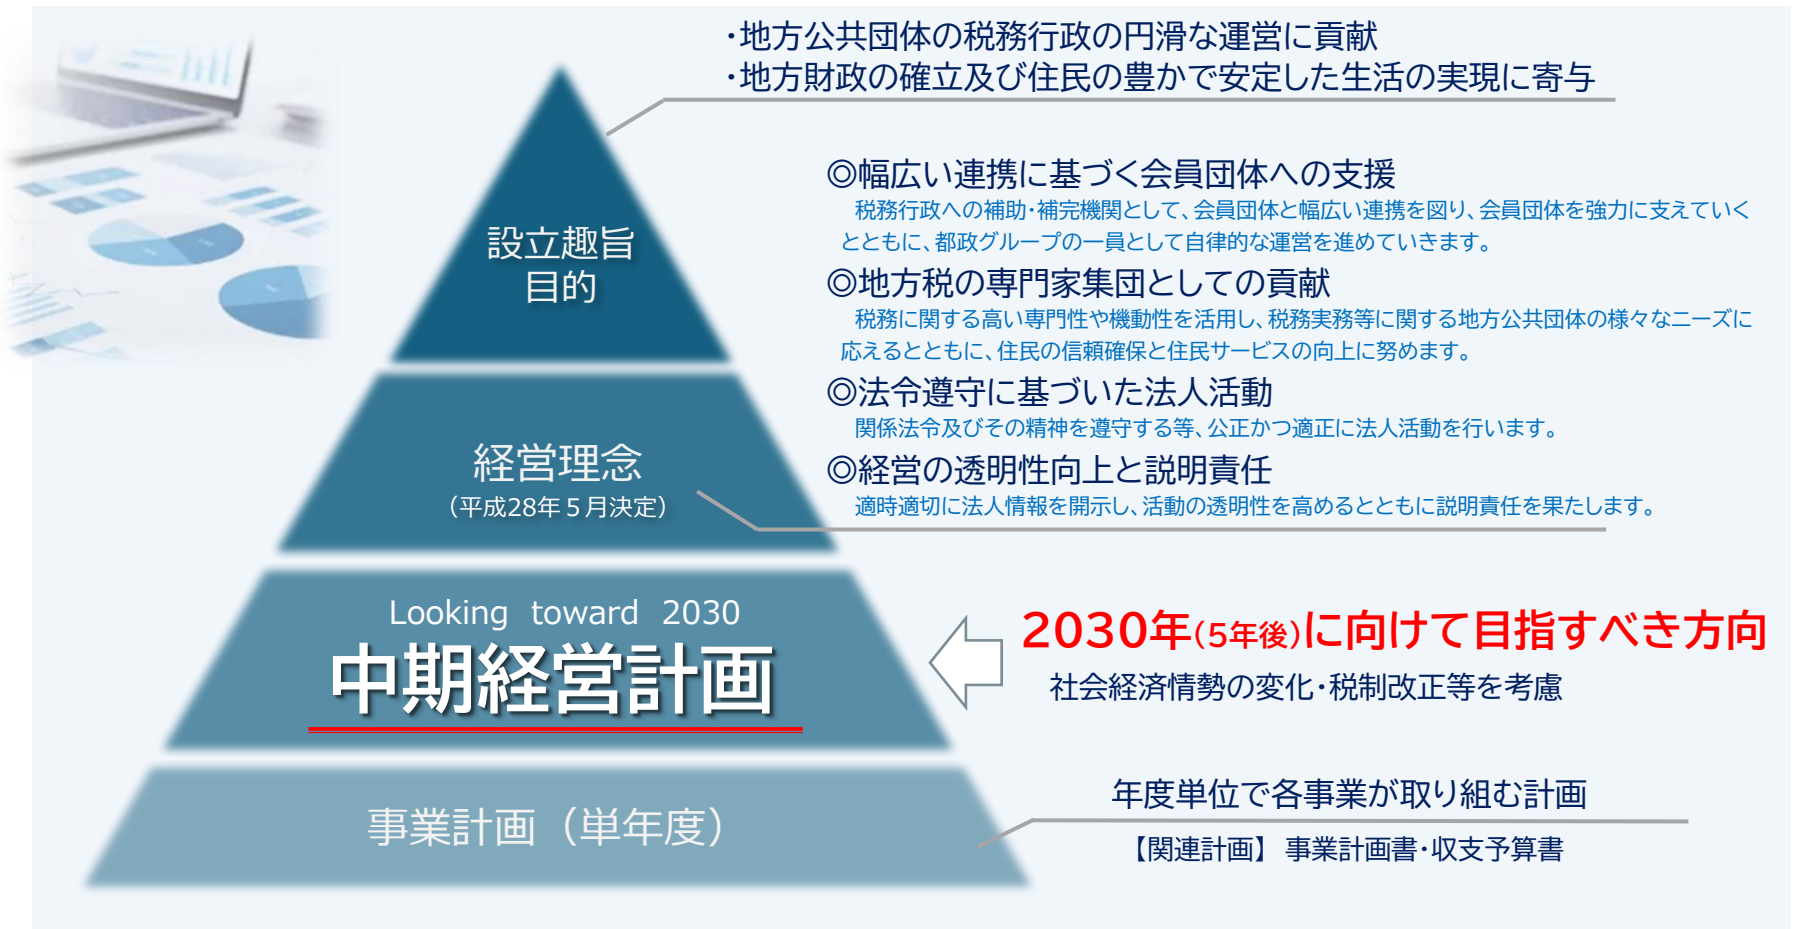 ・地方公共団体の税務行政の円滑な運営に貢献
・地方財政の確立及び住民の豊かで安定した生活の実現に寄与
設立趣旨
目的
◎幅広い連携に基づく会員団体への支援
税務行政への補助・補完機関として、会員団体と幅広い連携を図り、会員団体を強力に支えていく
とともに、都政グループの一員として自律的な運営を進めていきます。
◎地方税の専門家集団としての貢献
税務に関する高い専門性や機動性を活用し、税務実務等に関する地方公共団体の様々なニーズに
応えるとともに、住民の信頼確保と住民サービスの向上に努めます。
◎法令遵守に基づいた法人活動
関係法令及びその精神を遵守する等、公正かつ適正に法人活動を行います。
◎経営の透明性向上と説明責任
適時適切に法人情報を開示し、活動の透明性を高めるとともに説明責任を果たします。
経営理念
（平成28年５月決定）
Looking toward 2030
中期経営計画
2030年(5年後)に向けて目指すべき方向
社会経済情勢の変化・税制改正等を考慮
事業計画（単年度）
年度単位で各事業が取り組む計画
【関連計画】 事業計画書・収支予算書